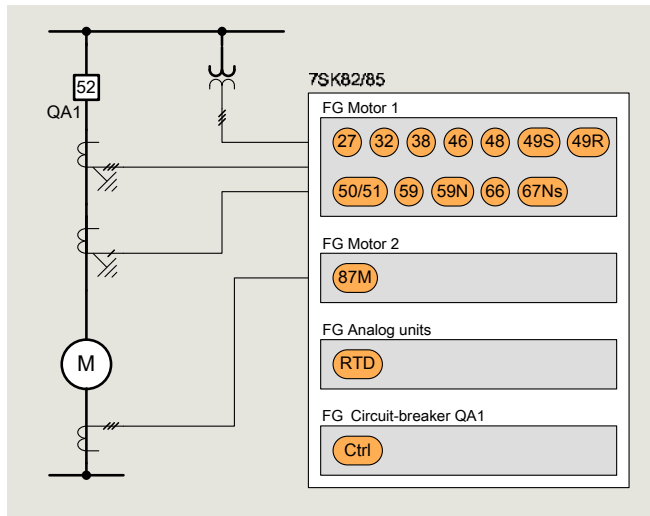 7SK82/85
52
QA1
FG Motor 1
27 32 38 46 48 49S 49R
50/51 59 59N 66 67Ns
FG Motor 2
87M
M
FG Analog units
RTD
FG Circuit-breaker QA1
Ctrl